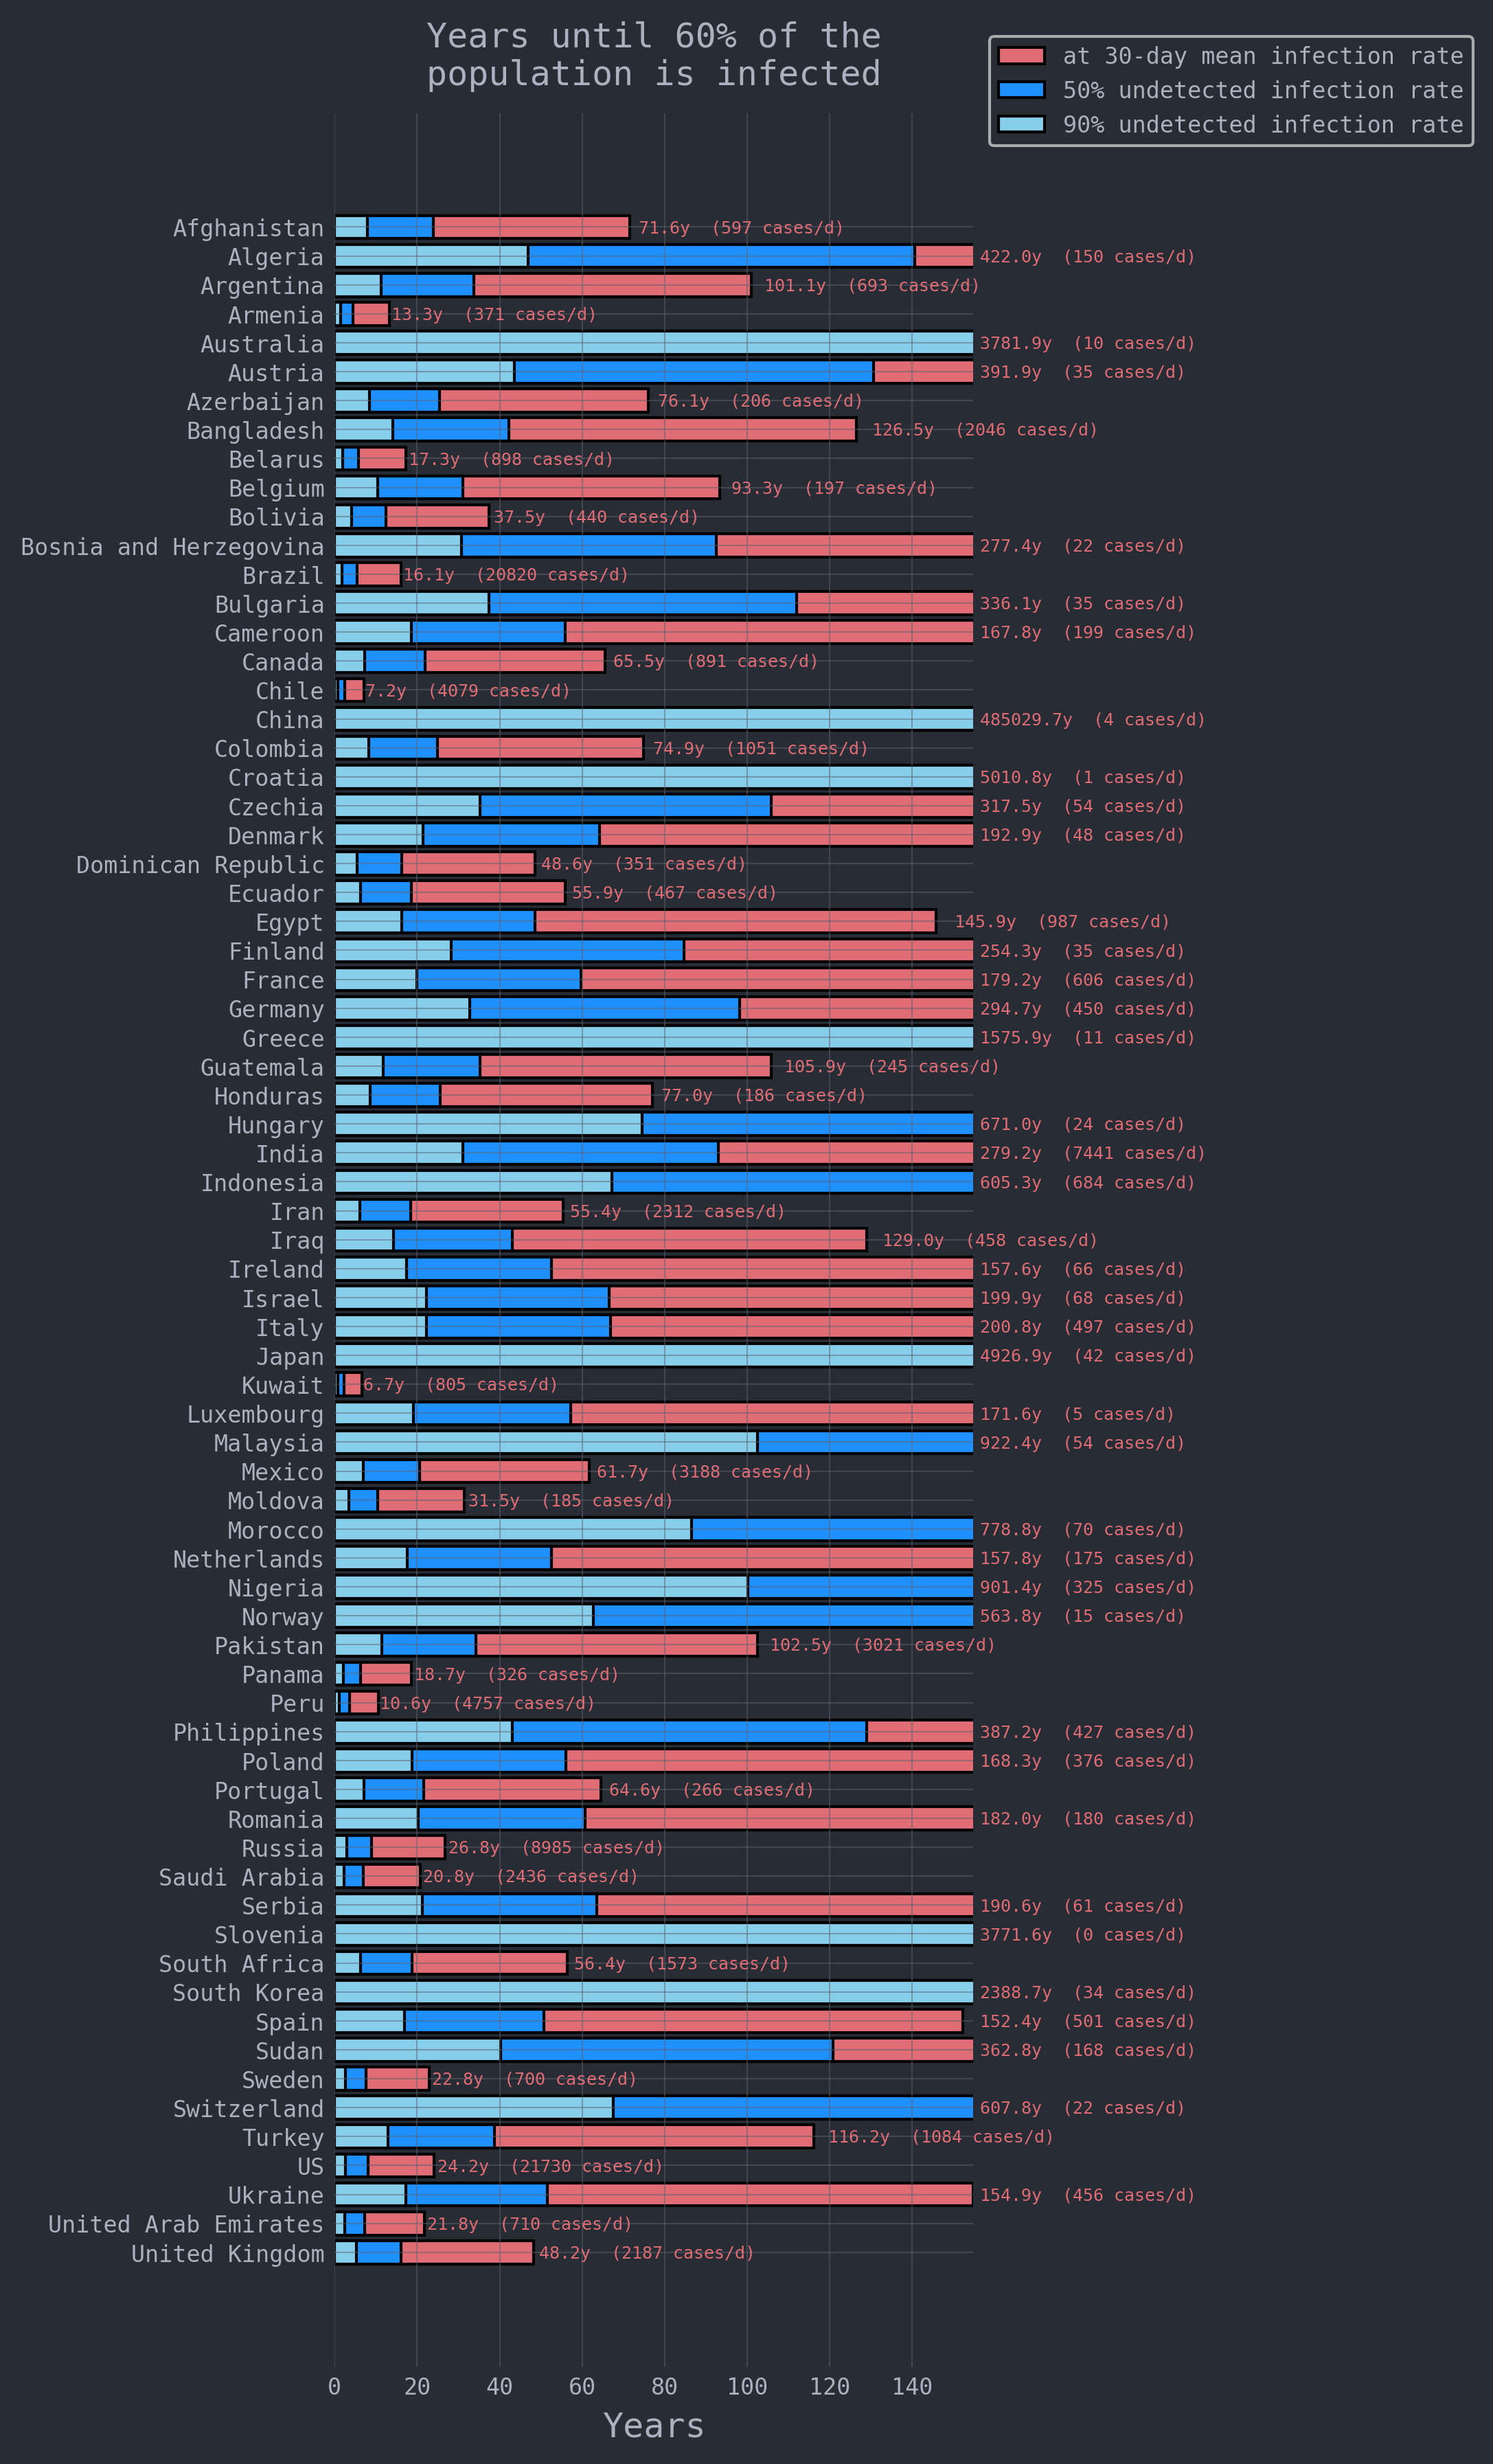 Years until 60% of the
population is infected
at 30-day mean infection rate
50% undetected infection rate
90% undetected infection rate
Afghanistan 71.6y (597 cases/d)
Algeria 422.0y (150 cases/d)
Argentina 101.1y (693 cases/d)
Armenia 13.3y (371 cases/d)
Australia 3781.9y (10 cases/d)
Austria 391.9y (35 cases/d)
Azerbaijan 76.1y (206 cases/d)
Bangladesh 126.5y (2046 cases/d)
Belarus 17.3y (898 cases/d)
Belgium 93.3y (197 cases/d)
Bolivia 37.5y (440 cases/d)
Bosnia and Herzegovina 277.4y (22 cases/d)
Brazil 16.1y (20820 cases/d)
Bulgaria 336.1y (35 cases/d)
Cameroon 167.8y (199 cases/d)
Canada 65.5y (891 cases/d)
Chile 7.2y (4079 cases/d)
China 485029.7y (4 cases/d)
Colombia 74.9y (1051 cases/d)
Croatia 5010.8y (1 cases/d)
Czechia 317.5y (54 cases/d)
Denmark 192.9y (48 cases/d)
Dominican Republic 48.6y (351 cases/d)
Ecuador 55.9y (467 cases/d)
Egypt 145.9y (987 cases/d)
Finland 254.3y (35 cases/d)
France 179.2y (606 cases/d)
Germany 294.7y (450 cases/d)
Greece 1575.9y (11 cases/d)
Guatemala 105.9y (245 cases/d)
Honduras 77.0y (186 cases/d)
Hungary 671.0y (24 cases/d)
India 279.2y (7441 cases/d)
Indonesia 605.3y (684 cases/d)
Iran 55.4y (2312 cases/d)
Iraq 129.0y (458 cases/d)
Ireland 157.6y (66 cases/d)
Israel 199.9y (68 cases/d)
Italy 200.8y (497 cases/d)
Japan 4926.9y (42 cases/d)
Kuwait 6.7y (805 cases/d)
Luxembourg 171.6y (5 cases/d)
Malaysia 922.4y (54 cases/d)
Mexico 61.7y (3188 cases/d)
Moldova 31.5y (185 cases/d)
Morocco 778.8y (70 cases/d)
Netherlands 157.8y (175 cases/d)
Nigeria 901.4y (325 cases/d)
Norway 563.8y (15 cases/d)
Pakistan 102.5y (3021 cases/d)
Panama 18.7y (326 cases/d)
Peru 10.6y (4757 cases/d)
Philippines 387.2y (427 cases/d)
Poland 168.3y (376 cases/d)
Portugal 64.6y (266 cases/d)
Romania 182.0y (180 cases/d)
Russia 26.8y (8985 cases/d)
Saudi Arabia 20.8y (2436 cases/d)
Serbia 190.6y (61 cases/d)
Slovenia 3771.6y (0 cases/d)
South Africa 56.4y (1573 cases/d)
South Korea 2388.7y (34 cases/d)
Spain 152.4y (501 cases/d)
Sudan 362.8y (168 cases/d)
Sweden 22.8y (700 cases/d)
Switzerland 607.8y (22 cases/d)
Turkey 116.2y (1084 cases/d)
US 24.2y (21730 cases/d)
Ukraine 154.9y (456 cases/d)
United Arab Emirates 21.8y (710 cases/d)
United Kingdom 48.2y (2187 cases/d)
0 20 40 60 80 100 120 140
Years